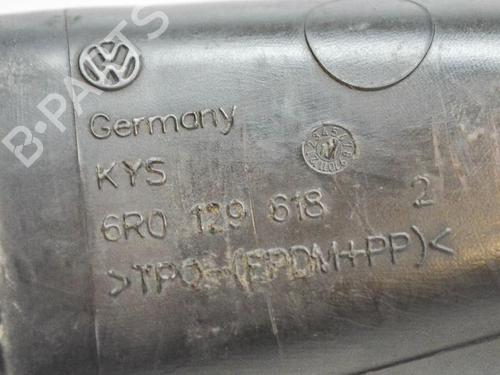 Germany
KYS
6R0 129 618 2
>TPO-(EPDM+PP)<
B-PARTS